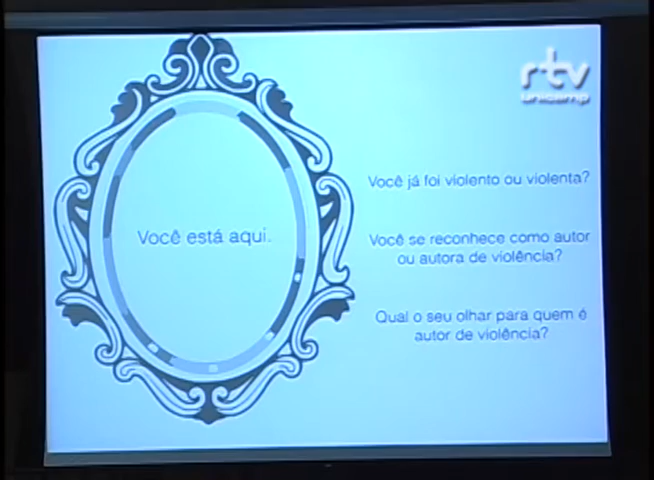 rtv
unicamp
Você está aqui.
Você já foi violento ou violenta?
Você se reconhece como autor
ou autora de violência?
Qual o seu olhar para quem é
autor de violência?